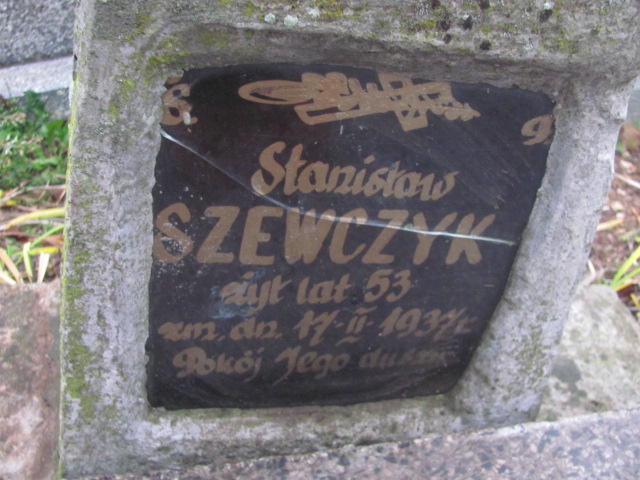 Ś. P.
Stanisław
SZEWCZYK
żył lat 53
zm. dn. 17·II·1937 r.
Pokój Jego duszy